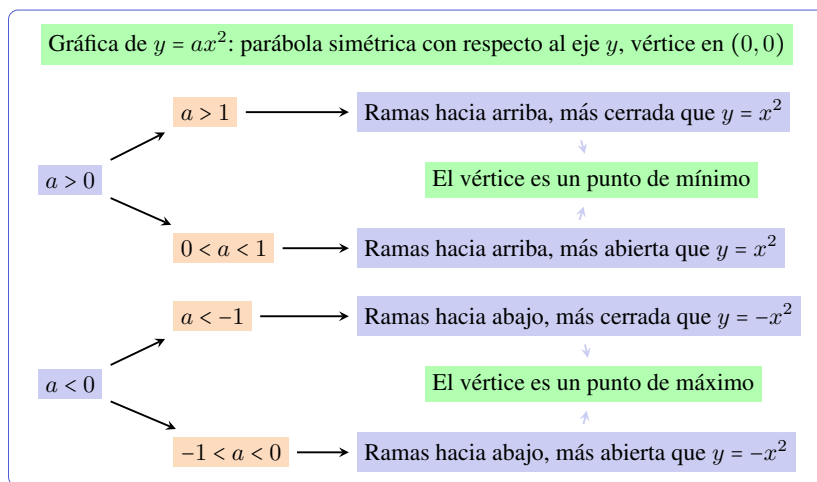 Gráfica de y = ax²: parábola simétrica con respecto al eje y, vértice en (0, 0)
a > 1
Ramas hacia arriba, más cerrada que y = x²
a > 0
El vértice es un punto de mínimo
0 < a < 1
Ramas hacia arriba, más abierta que y = x²
a < −1
Ramas hacia abajo, más cerrada que y = −x²
a < 0
El vértice es un punto de máximo
−1 < a < 0
Ramas hacia abajo, más abierta que y = −x²